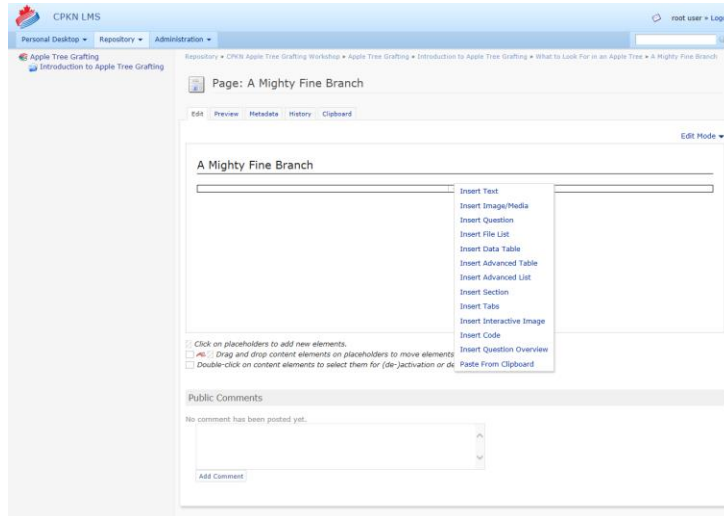 CPKN LMS
root user » Log
Personal Desktop Repository Administration
Apple Tree Grafting
Introduction to Apple Tree Grafting
Repository » CPKN Apple Tree Grafting Workshop » Apple Tree Grafting » Introduction to Apple Tree Grafting » What to Look For in an Apple Tree » A Mighty Fine Branch
Page: A Mighty Fine Branch
Edit Preview Metadata History Clipboard
Edit Mode
A Mighty Fine Branch
Insert Text
Insert Image/Media
Insert Question
Insert File List
Insert Data Table
Insert Advanced Table
Insert Advanced List
Insert Section
Insert Tabs
Insert Interactive Image
Insert Code
Insert Question Overview
Paste From Clipboard
Click on placeholders to add new elements.
Drag and drop content elements on placeholders to move elements
Double-click on content elements to select them for (de-)activation or de
Public Comments
No comment has been posted yet.
Add Comment